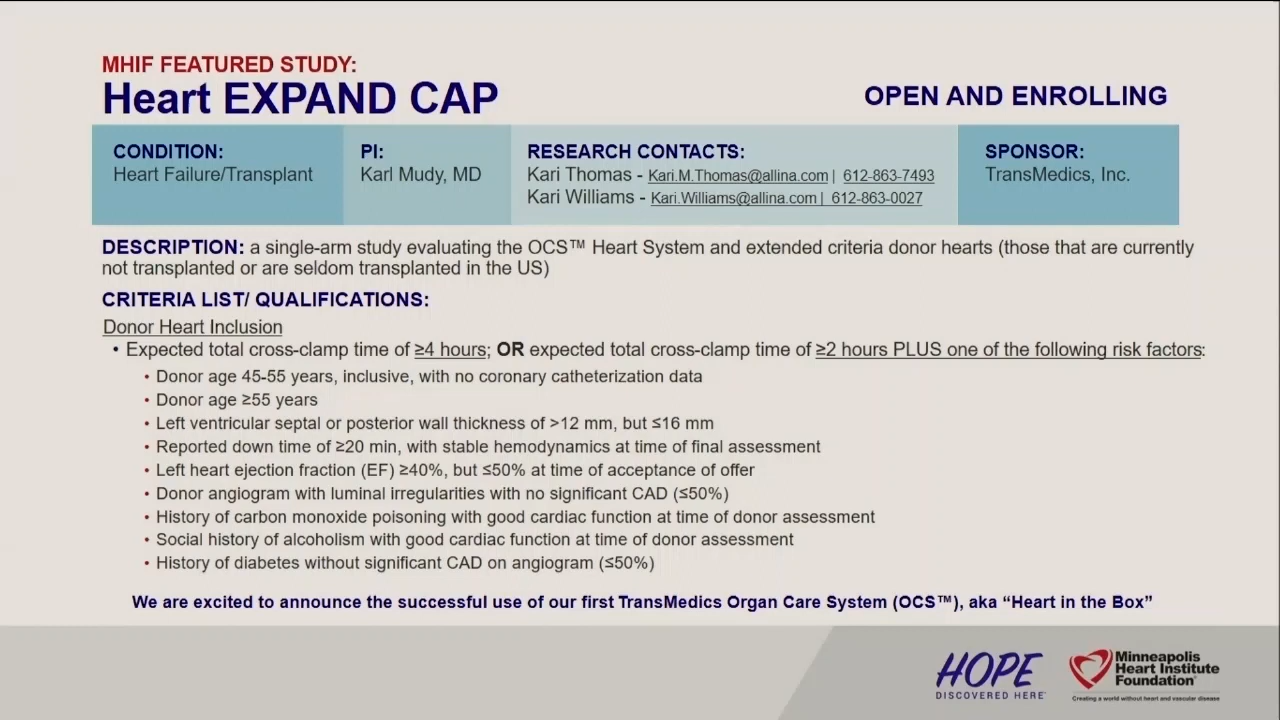 MHIF FEATURED STUDY:
Heart EXPAND CAP
OPEN AND ENROLLING
CONDITION:
Heart Failure/Transplant
PI:
Karl Mudy, MD
RESEARCH CONTACTS:
Kari Thomas - Kari.M.Thomas@allina.com | 612-863-7493
Kari Williams - Kari.Williams@allina.com | 612-863-0027
SPONSOR:
TransMedics, Inc.
DESCRIPTION: a single-arm study evaluating the OCS™ Heart System and extended criteria donor hearts (those that are currently
not transplanted or are seldom transplanted in the US)
CRITERIA LIST/ QUALIFICATIONS:
Donor Heart Inclusion
• Expected total cross-clamp time of ≥4 hours; OR expected total cross-clamp time of ≥2 hours PLUS one of the following risk factors:
• Donor age 45-55 years, inclusive, with no coronary catheterization data
• Donor age ≥55 years
• Left ventricular septal or posterior wall thickness of >12 mm, but ≤16 mm
• Reported down time of ≥20 min, with stable hemodynamics at time of final assessment
• Left heart ejection fraction (EF) ≥40%, but ≤50% at time of acceptance of offer
• Donor angiogram with luminal irregularities with no significant CAD (≤50%)
• History of carbon monoxide poisoning with good cardiac function at time of donor assessment
• Social history of alcoholism with good cardiac function at time of donor assessment
• History of diabetes without significant CAD on angiogram (≤50%)
We are excited to announce the successful use of our first TransMedics Organ Care System (OCS™), aka “Heart in the Box”
HOPE
DISCOVERED HERE
Minneapolis
Heart Institute
Foundation
Creating a world without heart and vascular disease